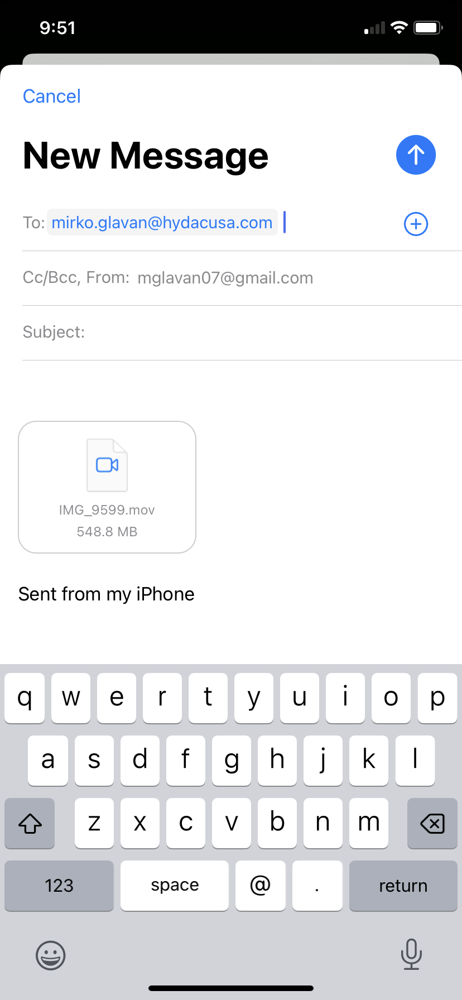 9:51
Cancel
New Message
To: mirko.glavan@hydacusa.com
Cc/Bcc, From: mglavan07@gmail.com
Subject:
IMG_9599.mov
548.8 MB
Sent from my iPhone
q w e r t y u i o p
a s d f g h j k l
z x c v b n m
123 space @ . return